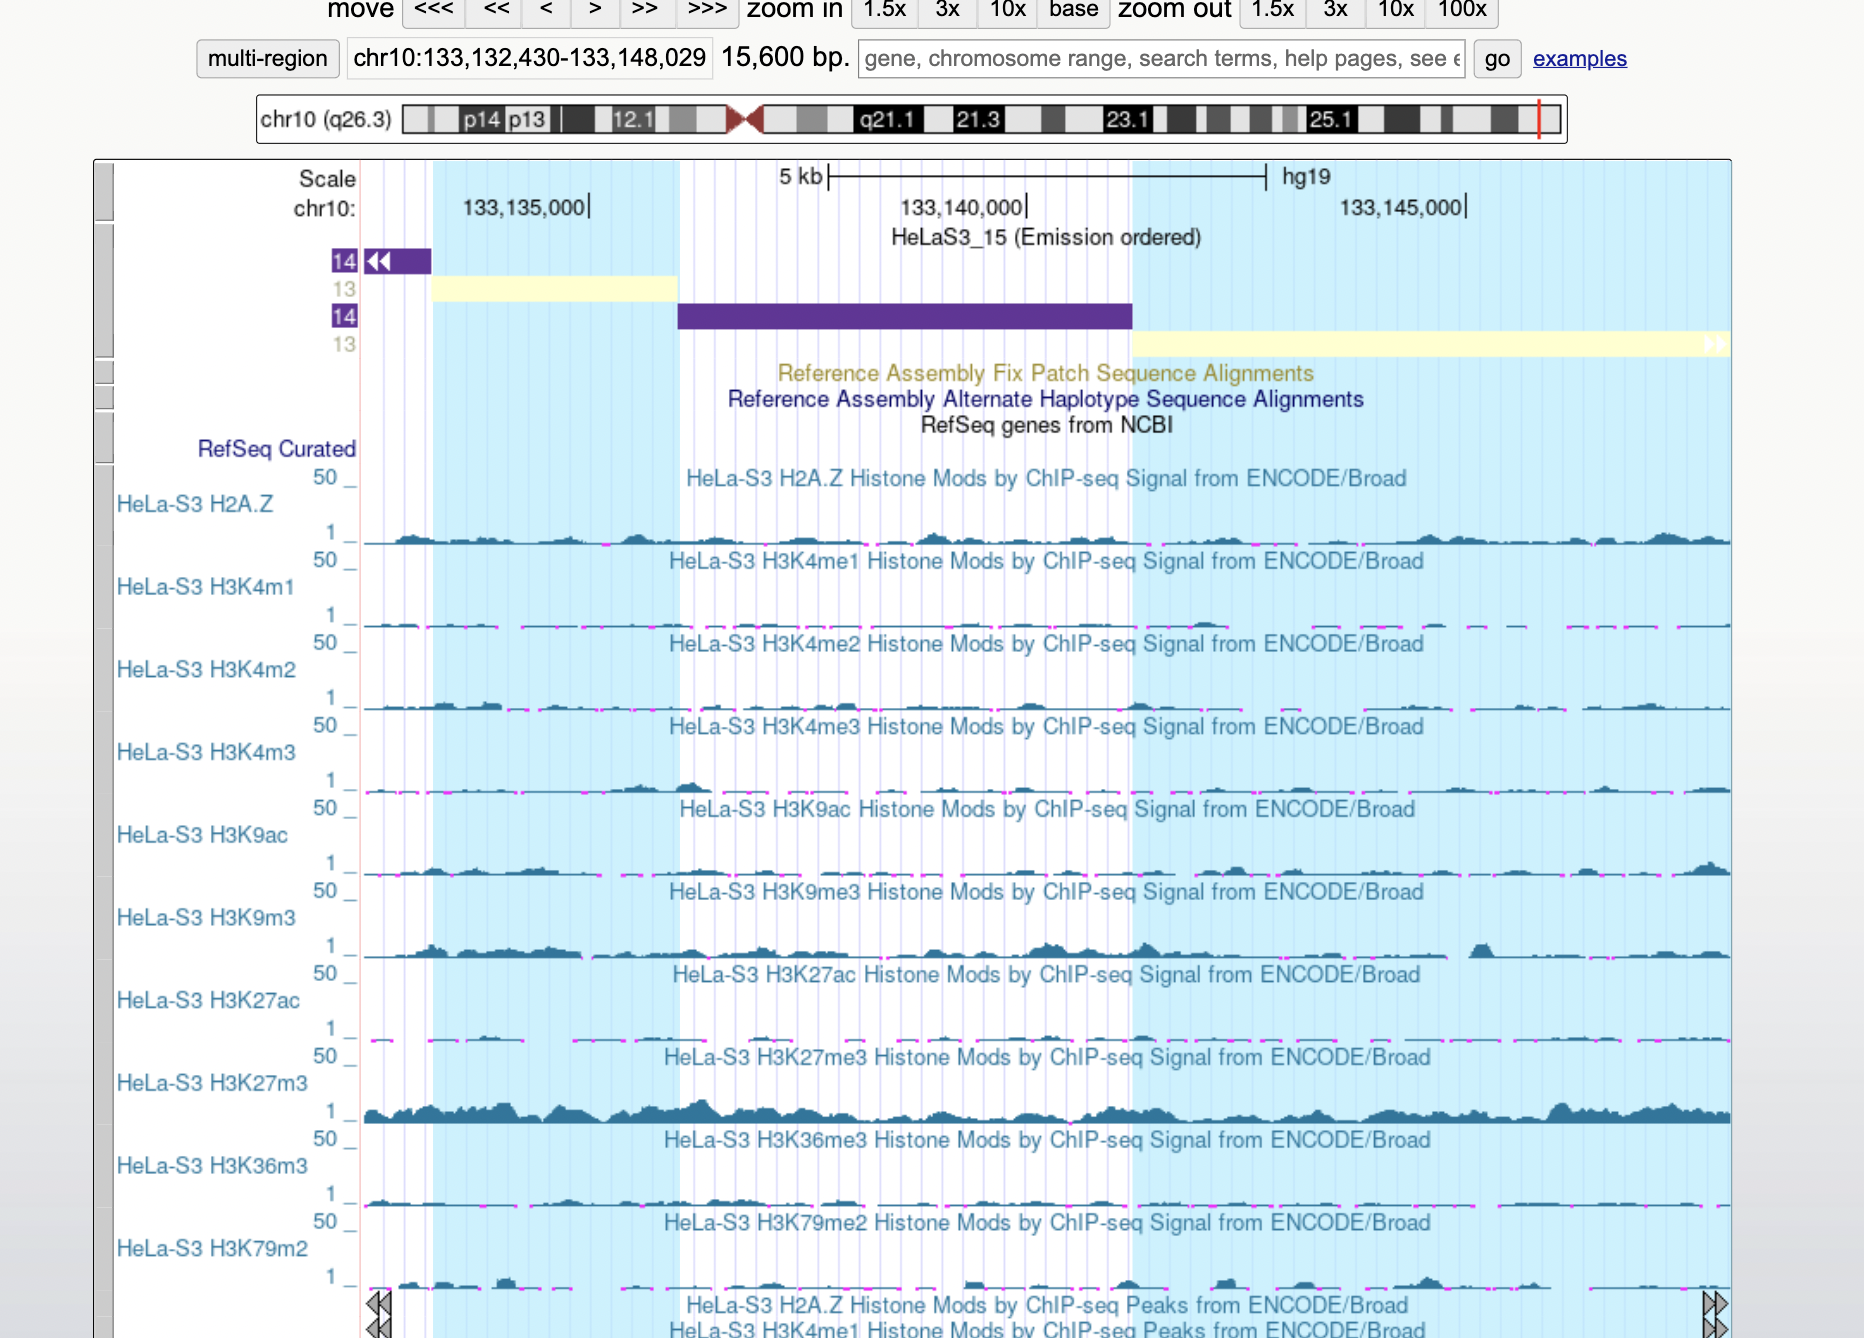 move <<< << < > >> >>> zoom in 1.5x 3x 10x base zoom out 1.5x 3x 10x 100x
multi-region chr10:133,132,430-133,148,029 15,600 bp. gene, chromosome range, search terms, help pages, see e go examples
chr10 (q26.3) p14 p13 12.1 q21.1 21.3 23.1 25.1
Scale 5 kb hg19
chr10: 133,135,000 133,140,000 133,145,000
HeLaS3_15 (Emission ordered)
14
13
14
13
Reference Assembly Fix Patch Sequence Alignments
Reference Assembly Alternate Haplotype Sequence Alignments
RefSeq genes from NCBI
RefSeq Curated
50 _ HeLa-S3 H2A.Z Histone Mods by ChIP-seq Signal from ENCODE/Broad
HeLa-S3 H2A.Z
1 _
50 _ HeLa-S3 H3K4me1 Histone Mods by ChIP-seq Signal from ENCODE/Broad
HeLa-S3 H3K4m1
1 _
50 _ HeLa-S3 H3K4me2 Histone Mods by ChIP-seq Signal from ENCODE/Broad
HeLa-S3 H3K4m2
1 _
50 _ HeLa-S3 H3K4me3 Histone Mods by ChIP-seq Signal from ENCODE/Broad
HeLa-S3 H3K4m3
1 _
50 _ HeLa-S3 H3K9ac Histone Mods by ChIP-seq Signal from ENCODE/Broad
HeLa-S3 H3K9ac
1 _
50 _ HeLa-S3 H3K9me3 Histone Mods by ChIP-seq Signal from ENCODE/Broad
HeLa-S3 H3K9m3
1 _
50 _ HeLa-S3 H3K27ac Histone Mods by ChIP-seq Signal from ENCODE/Broad
HeLa-S3 H3K27ac
1 _
50 _ HeLa-S3 H3K27me3 Histone Mods by ChIP-seq Signal from ENCODE/Broad
HeLa-S3 H3K27m3
1 _
50 _ HeLa-S3 H3K36me3 Histone Mods by ChIP-seq Signal from ENCODE/Broad
HeLa-S3 H3K36m3
1 _
50 _ HeLa-S3 H3K79me2 Histone Mods by ChIP-seq Signal from ENCODE/Broad
HeLa-S3 H3K79m2
1 _
HeLa-S3 H2A.Z Histone Mods by ChIP-seq Peaks from ENCODE/Broad
HeLa-S3 H3K4me1 Histone Mods by ChIP-seq Peaks from ENCODE/Broad